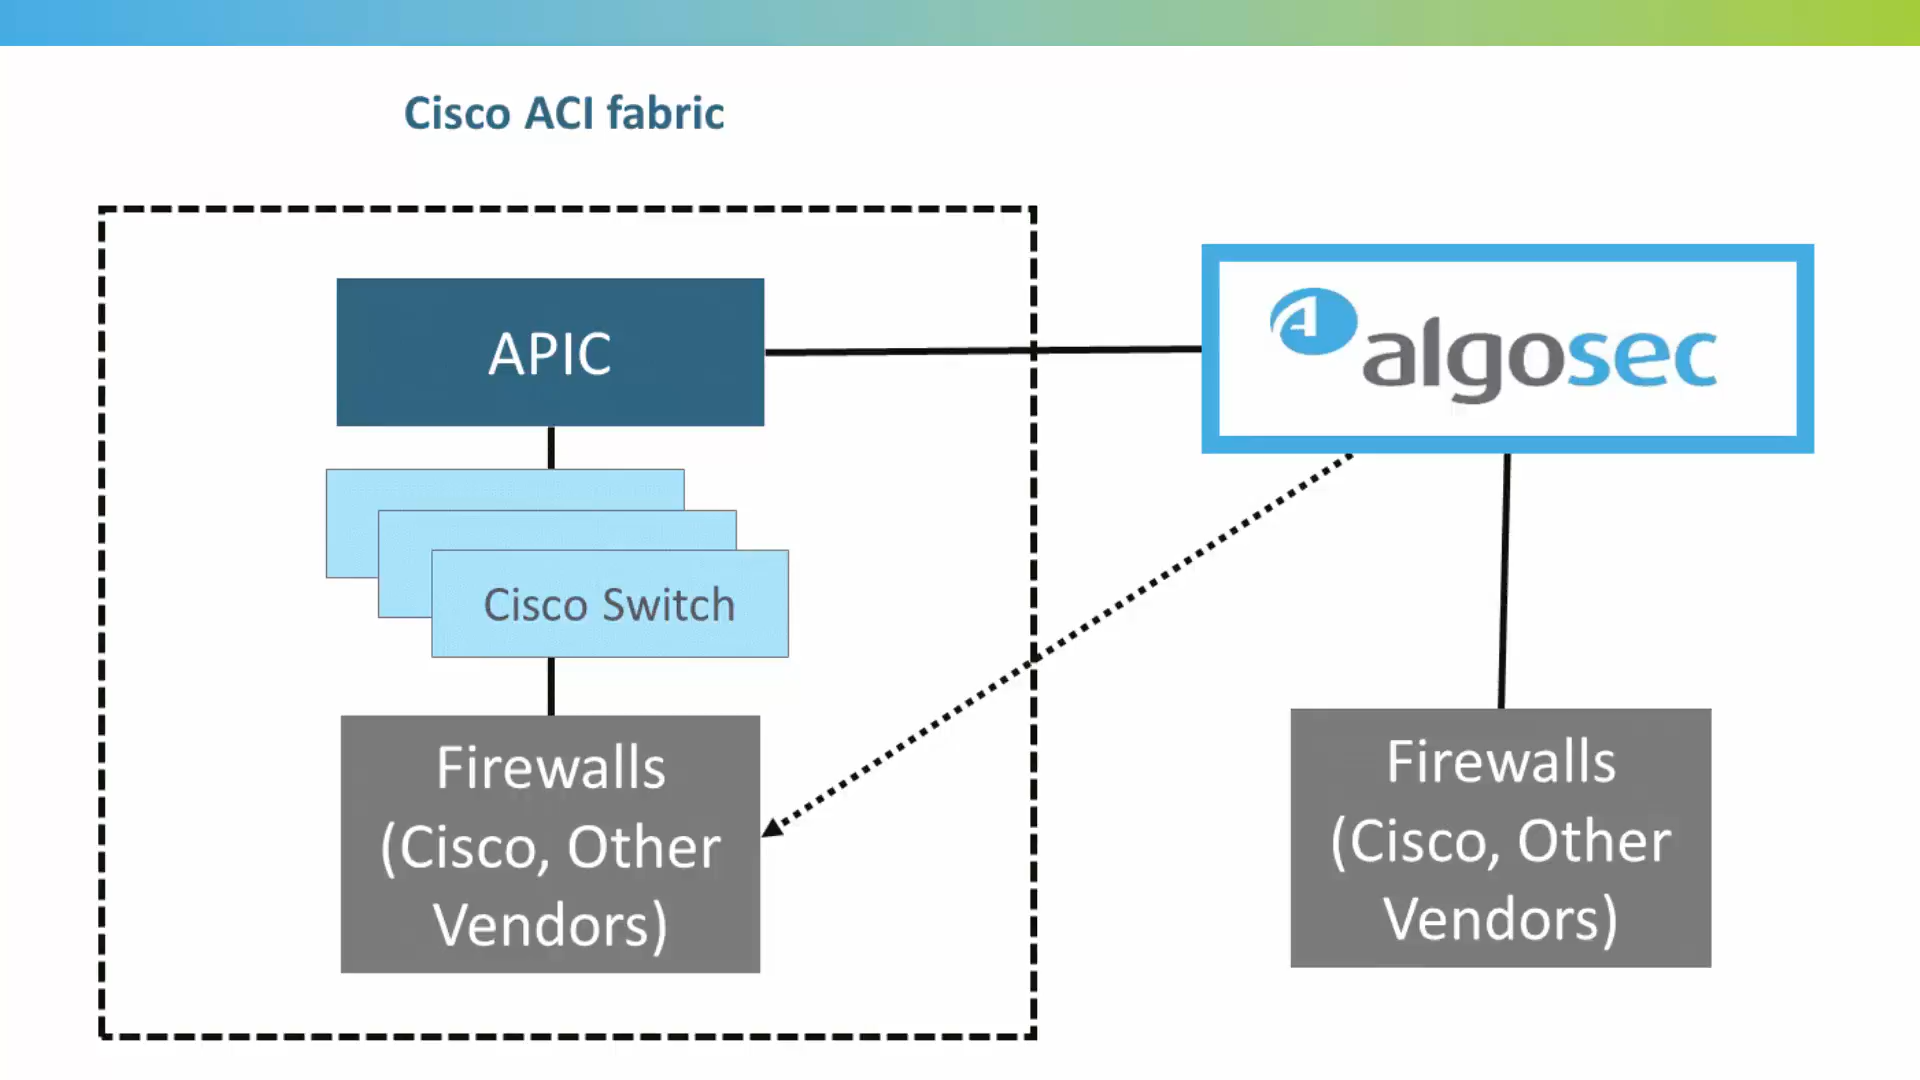 Cisco ACI fabric
APIC
algosec
Cisco Switch
Firewalls
(Cisco, Other
Vendors)
Firewalls
(Cisco, Other
Vendors)